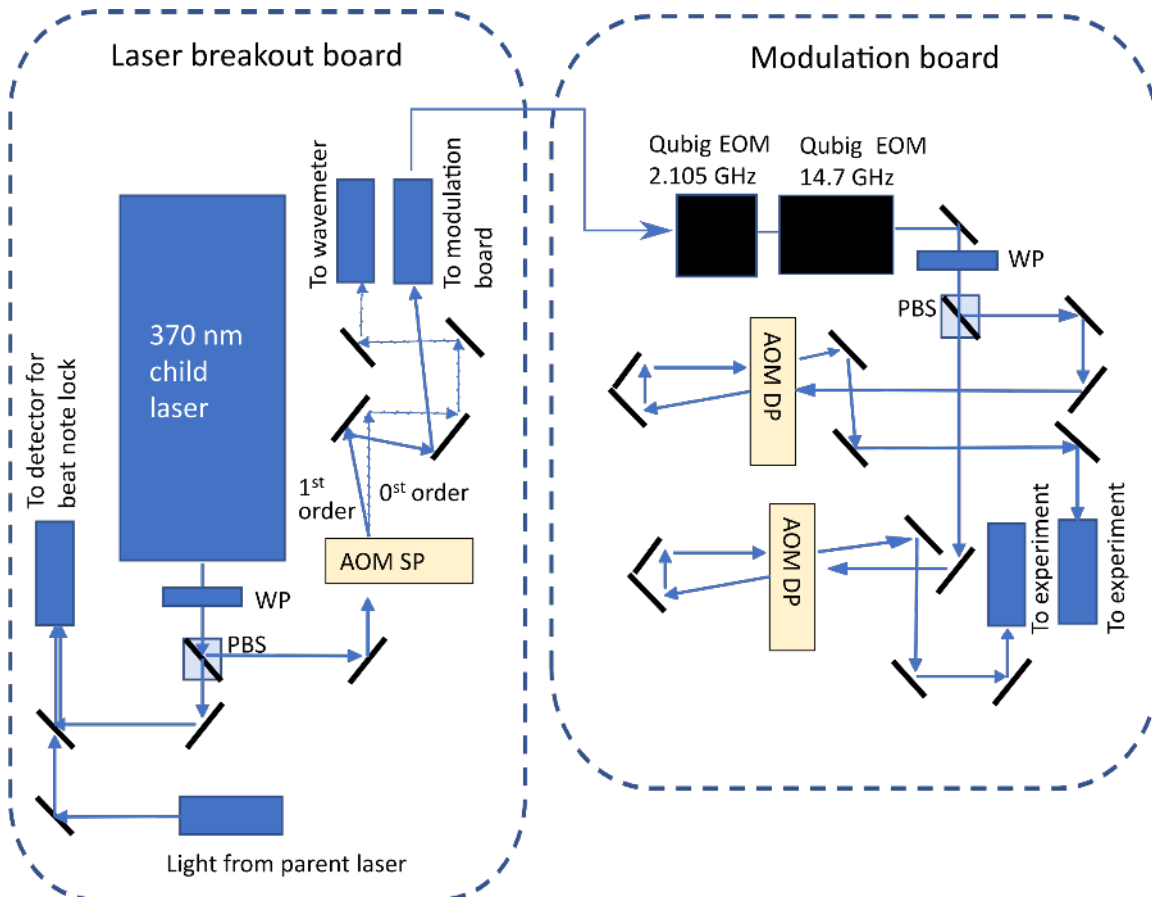 Laser breakout board
Modulation board
To wavemeter
To modulation
board
Qubig EOM
2.105 GHz
Qubig EOM
14.7 GHz
WP
PBS
370 nm
child
laser
To detector for
beat note lock
1st
order
0st order
AOM SP
WP
PBS
AOM DP
AOM DP
To experiment
To experiment
Light from parent laser